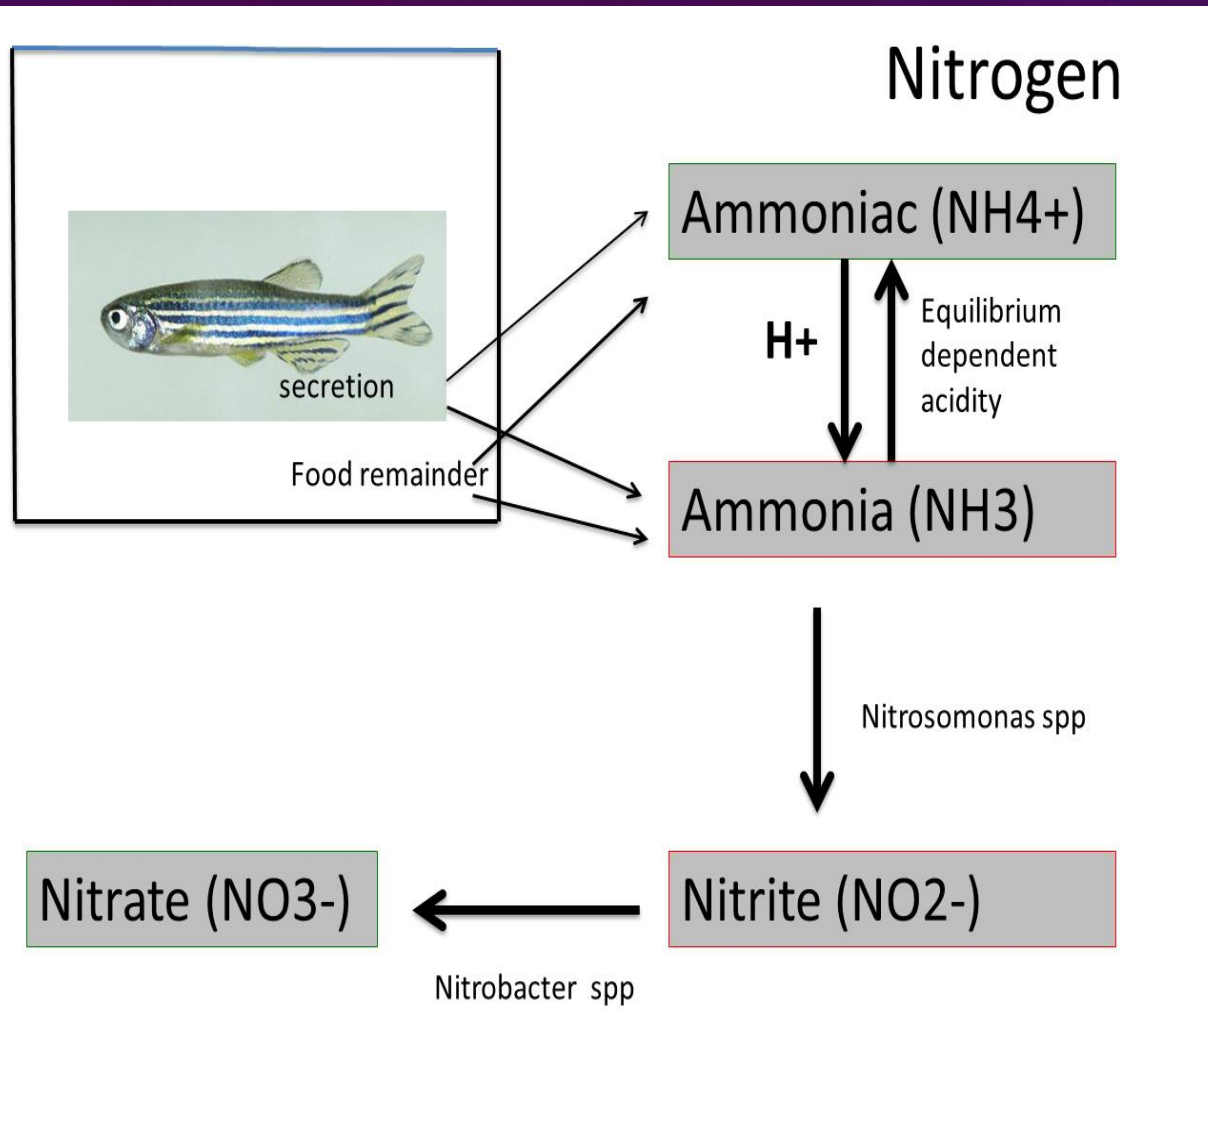 Nitrogen
Ammoniac (NH4+)
H+
Equilibrium
dependent
acidity
secretion
Food remainder
Ammonia (NH3)
Nitrosomonas spp
Nitrate (NO3-)
Nitrite (NO2-)
Nitrobacter  spp